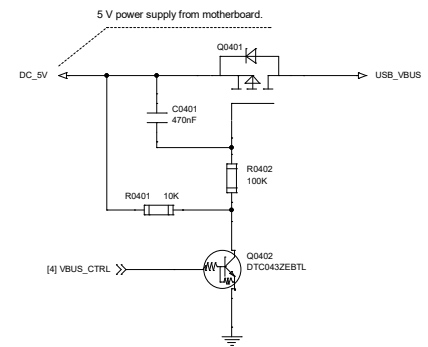 5 V power supply from motherboard.
Q0401
DC_5V
USB_VBUS
C0401
470nF
R0402
100K
R0401 10K
Q0402
DTC043ZEBTL
[4] VBUS_CTRL